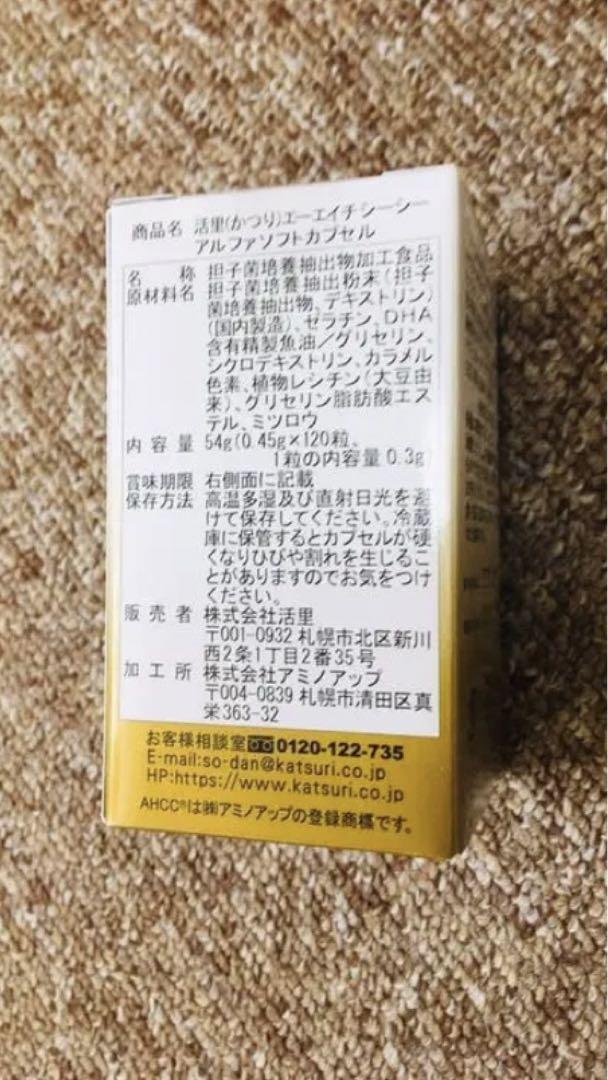 商品名 活里(かつり)エーエイチシーシー
アルファソフトカプセル
名称 担子菌培養抽出物加工食品
原材料名 担子菌培養抽出粉末(担子
菌培養抽出物、デキストリン)
(国内製造)、ゼラチン、DHA
含有精製魚油/グリセリン、
シクロデキストリン、カラメル
色素、植物レシチン(大豆由
来)、グリセリン脂肪酸エス
テル、ミツロウ
内容量 54g(0.45g×120粒、
1粒の内容量 0.3g)
賞味期限 右側面に記載
保存方法 高温多湿及び直射日光を避
けて保存してください。冷蔵
庫に保管するとカプセルが硬
くなりひびや割れを生じるこ
とがありますのでお気をつけ
ください。
販売者 株式会社活里
〒001-0932 札幌市北区新川
西2条1丁目2番35号
加工所 株式会社アミノアップ
〒004-0839 札幌市清田区真
栄363-32
お客様相談室 0120-122-735
E-mail:so-dan@katsuri.co.jp
HP:https://www.katsuri.co.jp
AHCC®は㈱アミノアップの登録商標です。